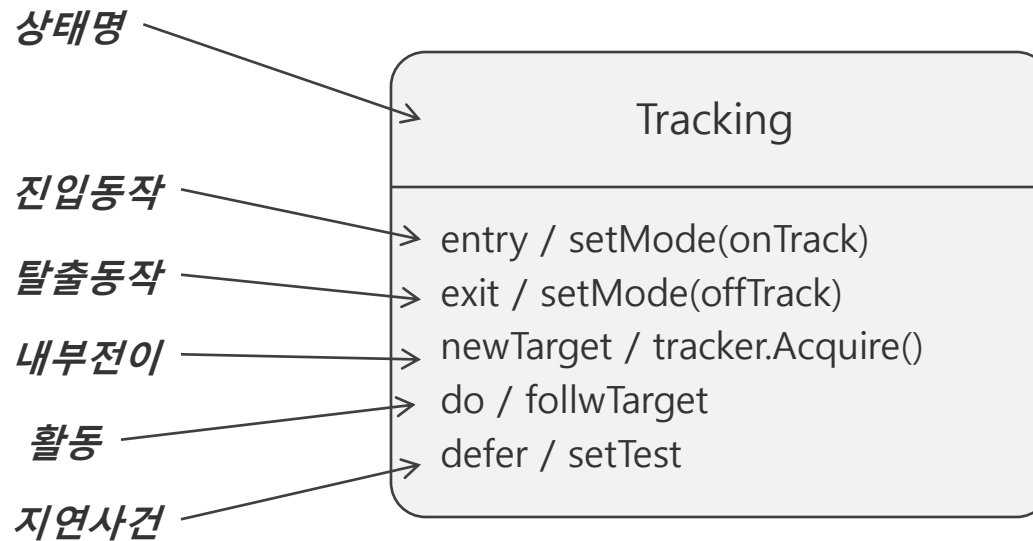 상태명
Tracking
진입동작
entry / setMode(onTrack)
탈출동작
exit / setMode(offTrack)
내부전이
newTarget / tracker.Acquire()
활동
do / follwTarget
지연사건
defer / setTest